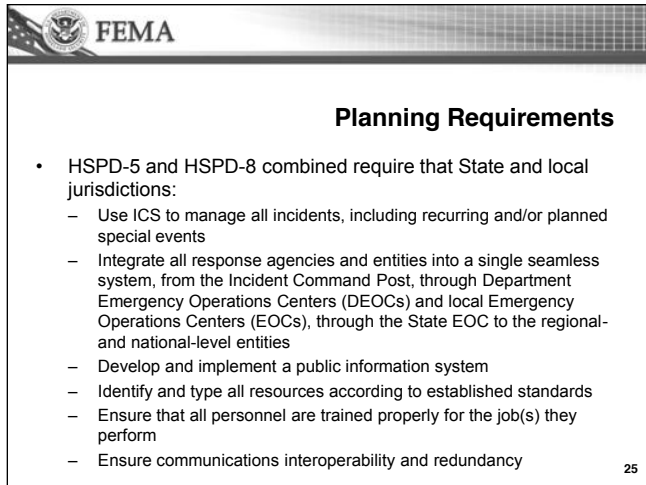 FEMA
Planning Requirements
• HSPD-5 and HSPD-8 combined require that State and local
jurisdictions:
– Use ICS to manage all incidents, including recurring and/or planned
special events
– Integrate all response agencies and entities into a single seamless
system, from the Incident Command Post, through Department
Emergency Operations Centers (DEOCs) and local Emergency
Operations Centers (EOCs), through the State EOC to the regional-
and national-level entities
– Develop and implement a public information system
– Identify and type all resources according to established standards
– Ensure that all personnel are trained properly for the job(s) they
perform
– Ensure communications interoperability and redundancy
25